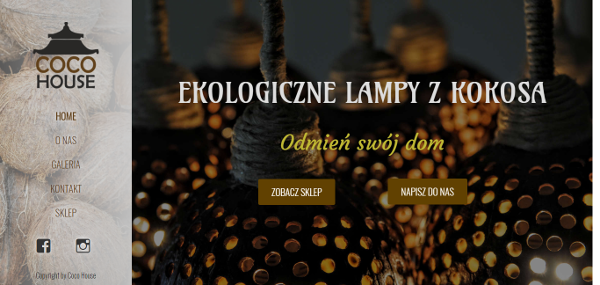 COCO
HOUSE
HOME
O NAS
GALERIA
KONTAKT
SKLEP
Copyright by Coco House
EKOLOGICZNE LAMPY Z KOKOSA
Odmień swój dom
ZOBACZ SKLEP
NAPISZ DO NAS